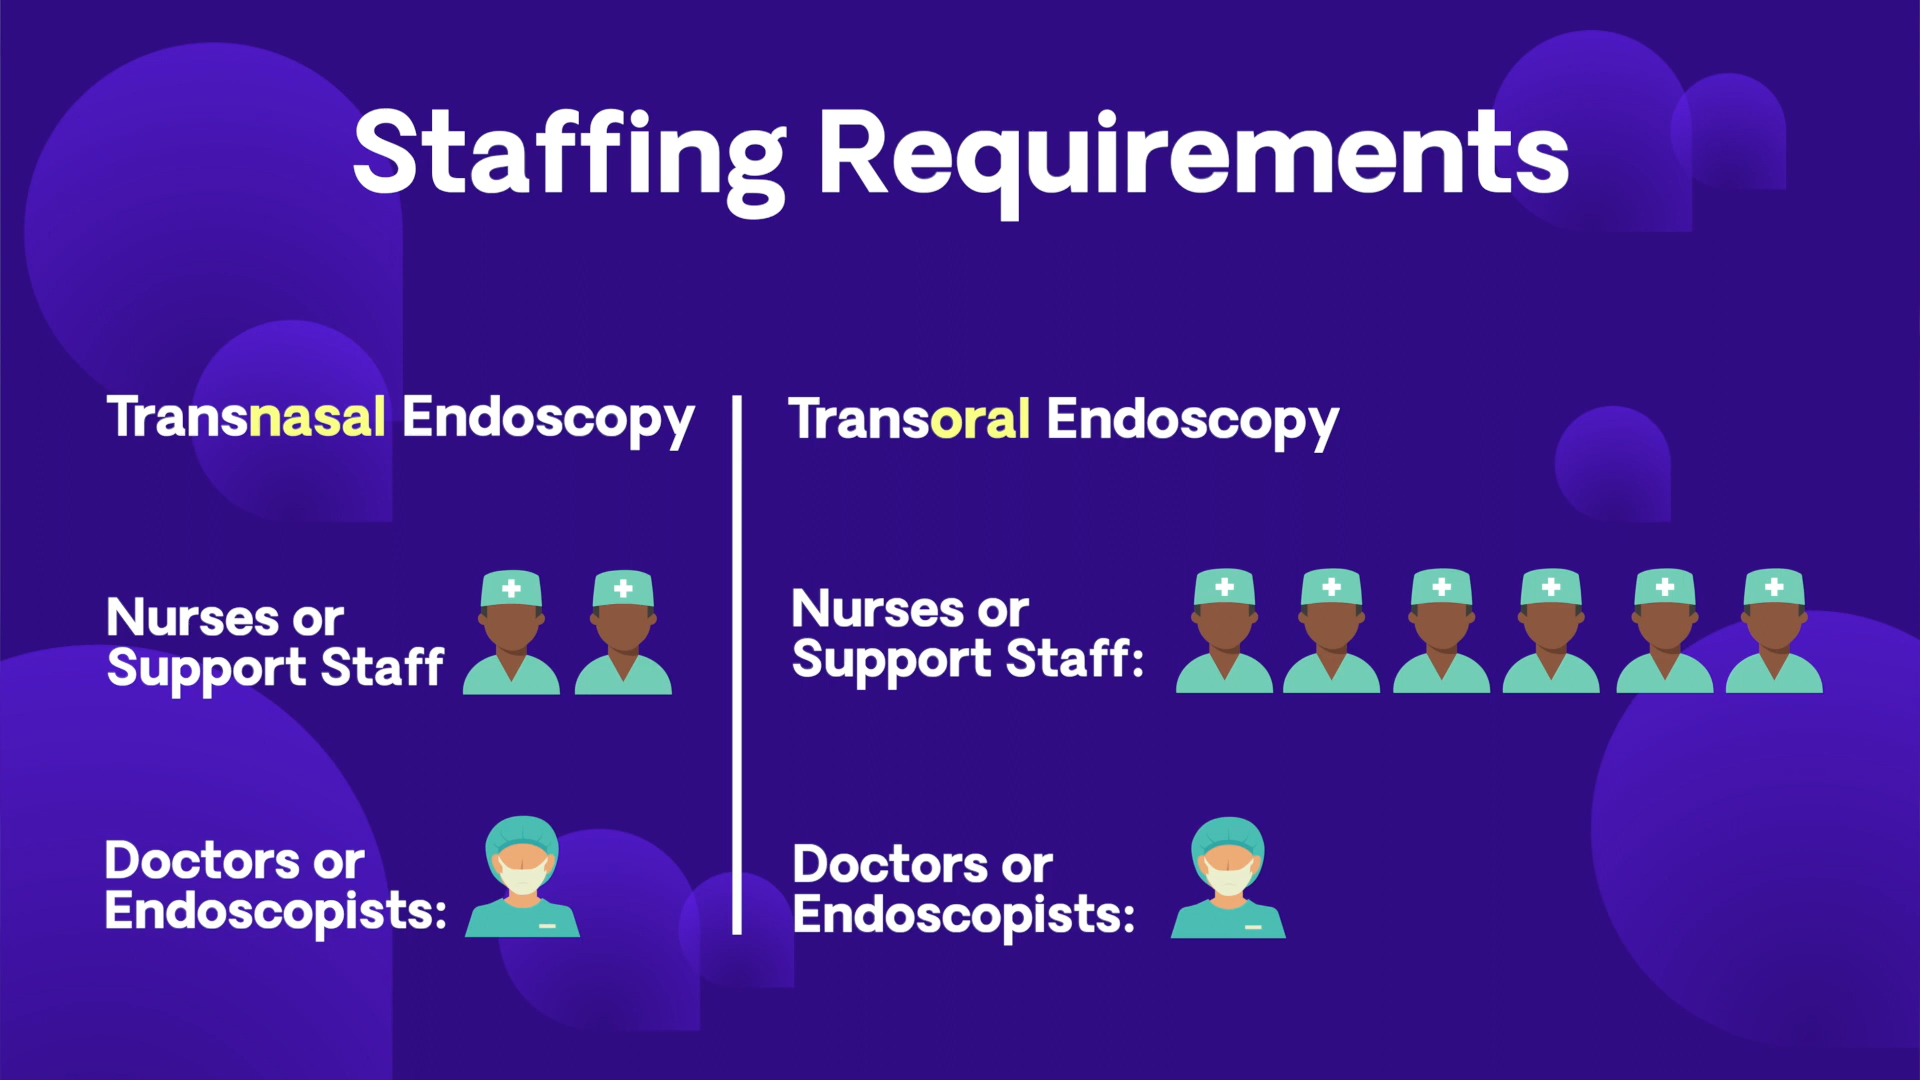 Staffing Requirements
Transnasal Endoscopy
Nurses or
Support Staff
Doctors or
Endoscopists:
Transoral Endoscopy
Nurses or
Support Staff:
Doctors or
Endoscopists: